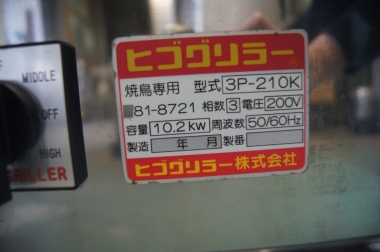 MIDDLE
OFF
OFF
HIGH
GRILLER
ヒゴグリラー
焼鳥専用 型式 3P-210K
81-8721 相数 3 電圧 200V
容量 10.2kw 周波数 50/60Hz
製造 年 月 製番
ヒゴグリラー株式会社